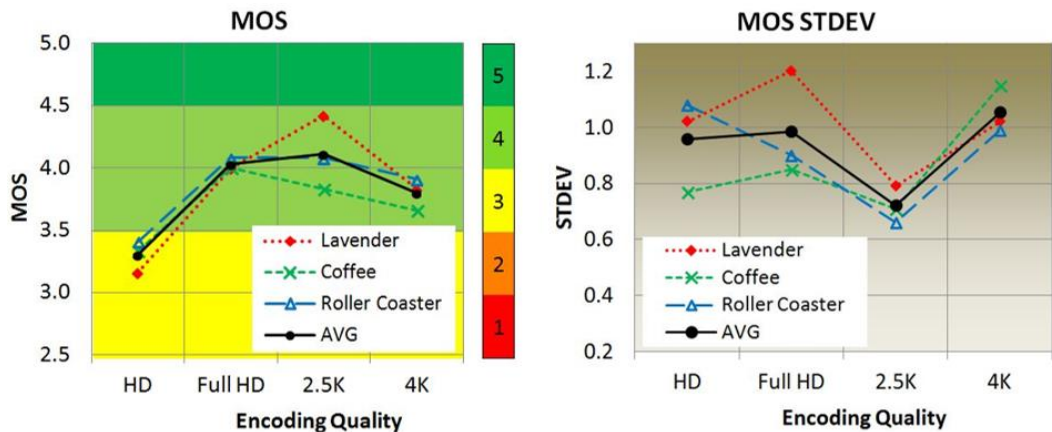 MOS
5.0
4.5
4.0
3.5
3.0
2.5
MOS
HD Full HD 2.5K 4K
Encoding Quality
Lavender
Coffee
Roller Coaster
AVG
5
4
3
2
1
MOS STDEV
1.2
1.0
0.8
0.6
0.4
0.2
STDEV
HD Full HD 2.5K 4K
Encoding Quality
Lavender
Coffee
Roller Coaster
AVG